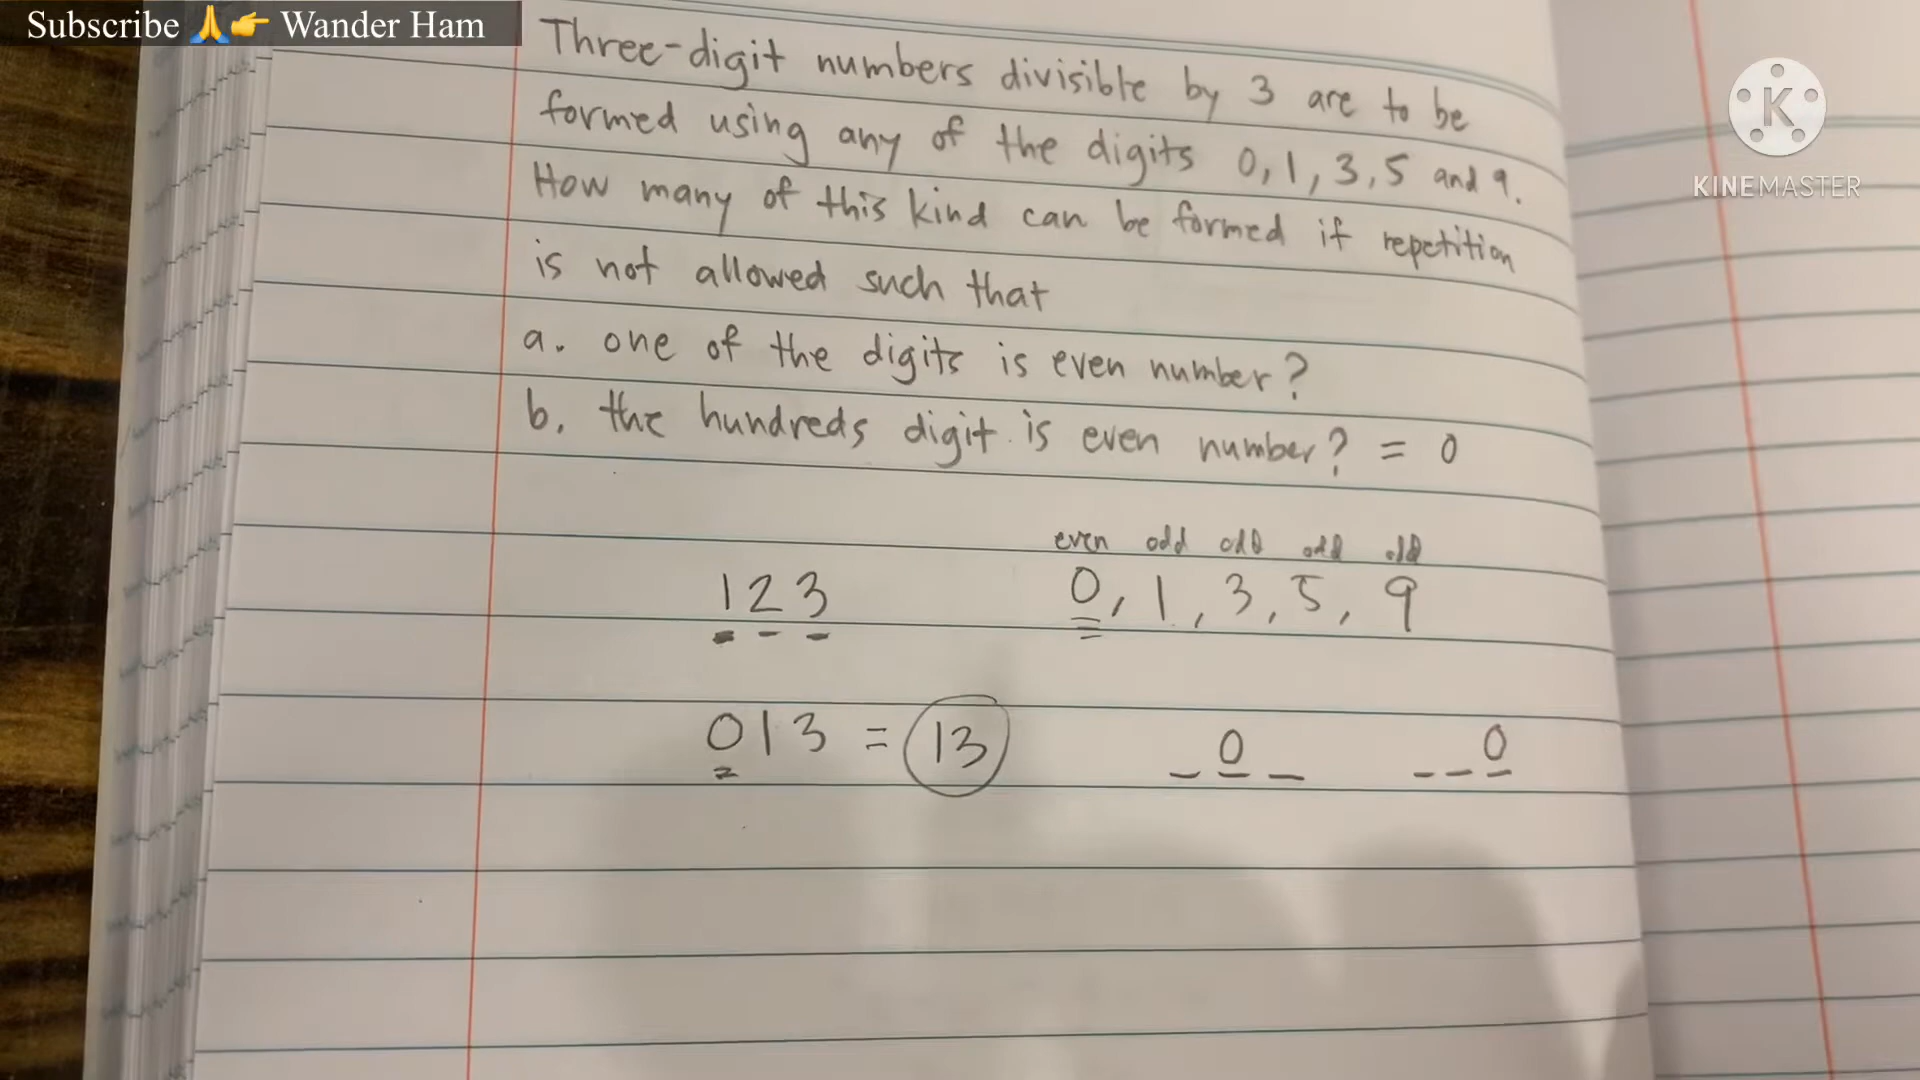 Subscribe 🙏👉 Wander Ham
Three-digit numbers divisible by 3 are to be
formed using any of the digits 0, 1, 3, 5 and 9.
How many of this kind can be formed if repetition
is not allowed such that
a. one of the digits is even number?
b. the hundreds digit is even number? = 0
even odd odd odd odd
123 0, 1, 3, 5, 9
013 = 13 _ 0 _ _ _ 0
K
KINEMASTER